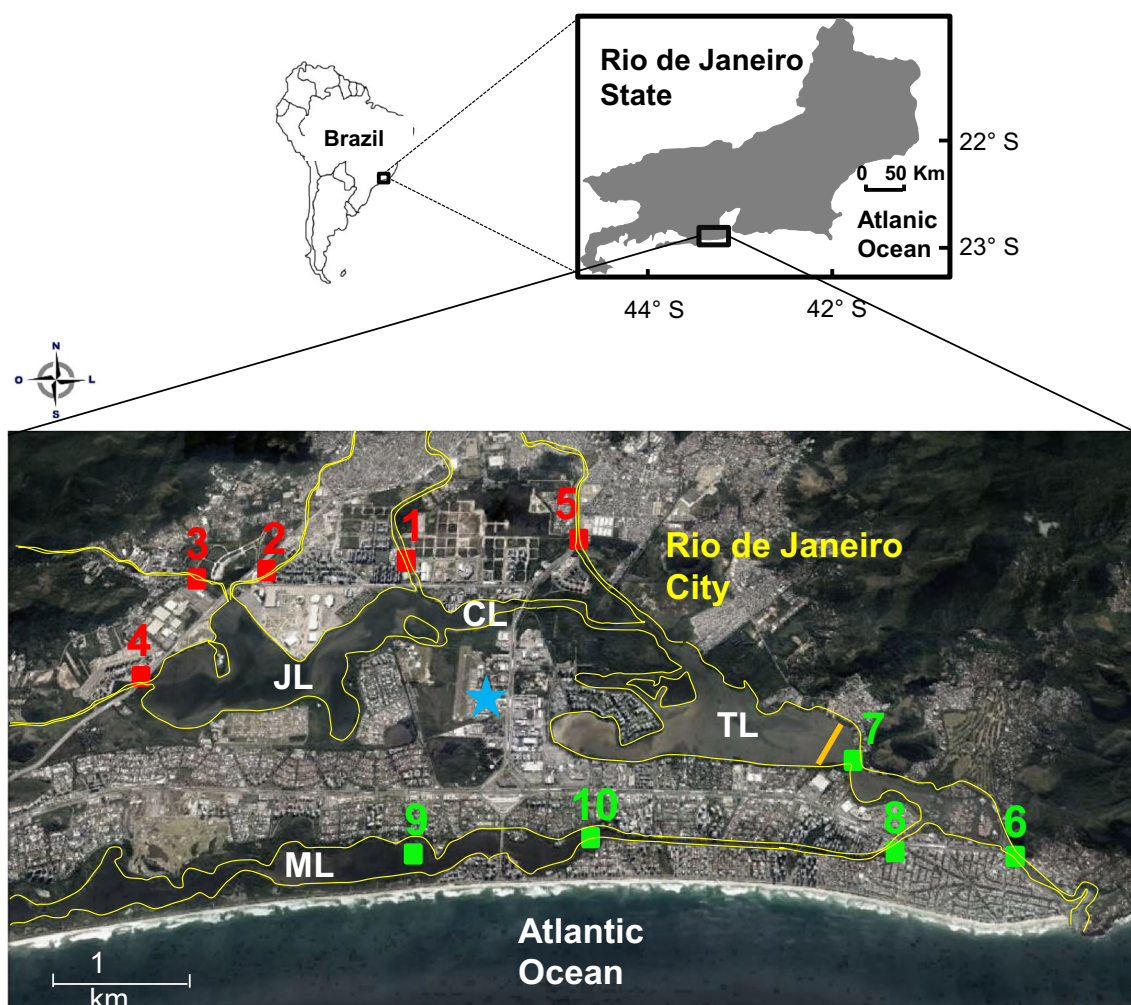 Brazil
Rio de Janeiro
State
0 50 Km
Atlanic
Ocean
22° S
23° S
44° S
42° S
N
O
L
S
5
1
2
3
4
Rio de Janeiro
City
CL
JL
TL
7
10
9
8
6
ML
Atlantic
Ocean
1
km